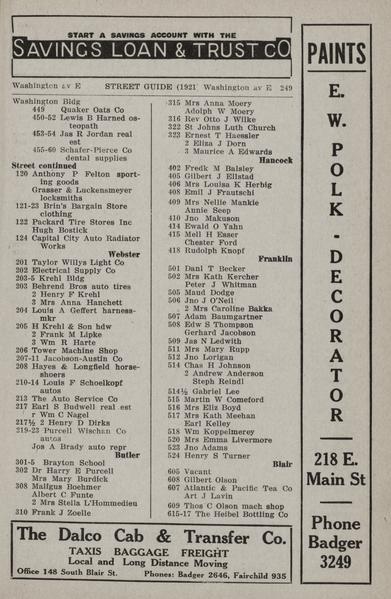 START A SAVINGS ACCOUNT WITH THE
SAVINGS LOAN & TRUST CO
Washington av E STREET GUIDE (1921) Washington av E 249
Washington Bldg
449 Quaker Oats Co
450-52 Lewis B Harned os-
teopath
453-54 Jas R Jordan real
est
455-60 Schafer-Pierce Co
dental supplies
Street continued
120 Anthony P Felton sport-
ing goods
Grasser & Luckensmeyer
locksmiths
121-23 Brin's Bargain Store
clothing
122 Packard Tire Stores Inc
Hugh Bostick
124 Capital City Auto Radiator
Works
Webster
201 Taylor Willys Light Co
202 Electrical Supply Co
203-5 Krehl Bldg
203 Behrend Bros auto tires
2 Henry F Krehl
3 Mrs Anna Hanchett
204 Louis A Geffert harness-
mkr
205 H Krehl & Son hdw
2 Frank M Lipke
3 Wm R Harte
206 Tower Machine Shop
207-11 Jacobson-Austin Co
208 Hayes & Longfield horse-
shoers
210-14 Louis F Schoelkopf
autos
213 The Auto Service Co
217 Earl S Budwell real est
r Wm C Nagel
217½ 2 Henry D Dirks
219-23 Purcell Wischan Co
autos
Jos A Brady auto repr
Butler
301-5 Brayton School
302 Dr Harry E Purcell
Mrs Mary Burdick
308 Malfgus Boehmer
Albert C Funte
2 Mrs Stella L'Hommedieu
310 Frank J Zoelle
315 Mrs Anna Moery
Adolph W Moery
316 Rev Otto J Wilke
322 St Johns Luth Church
323 Ernest T Haessler
2 Eliza J Dorn
3 Maurice A Edwards
Hancock
402 Fredk M Balsley
405 Gilbert J Ellstad
406 Mrs Louisa K Herbig
408 Emil J Frautschi
409 Mrs Nellie Mankie
Annie Seep
410 Jno Makuson
414 Ewald O Yahn
415 Mell H Esser
Chester Ford
418 Rudolph Knopf
Franklin
501 Danl T Becker
502 Mrs Kath Kercher
Peter J Whitman
505 Maud Dodge
506 Jno J O'Neil
2 Mrs Caroline Bakka
507 Adam Baumgartner
508 Edw S Thompson
Gerhard Jacobson
509 Jas N Ledwith
511 Mrs Mary Rupp
512 Jno Lorigan
514 Chas H Johnson
2 Andrew Anderson
Steph Reindl
514½ Gabriel Lee
515 Martin W Comeford
516 Mrs Eliz Boyd
517 Mrs Kath Meehan
Earl Kelley
518 Wm Koppelmerey
520 Mrs Emma Livermore
523 Jno Adams
524 Henry S Turner
Blair
605 Vacant
608 Gilbert Olson
607 Atlantic & Pacific Tea Co
Art J Lavin
609 Thos C Olson mach shop
615-17 The Heibel Bottling Co
The Dalco Cab & Transfer Co.
TAXIS BAGGAGE FREIGHT
Local and Long Distance Moving
Office 148 South Blair St. Phones: Badger 2646, Fairchild 935
PAINTS
E. W. POLK - DECORATOR
218 E.
Main St
Phone
Badger
3249